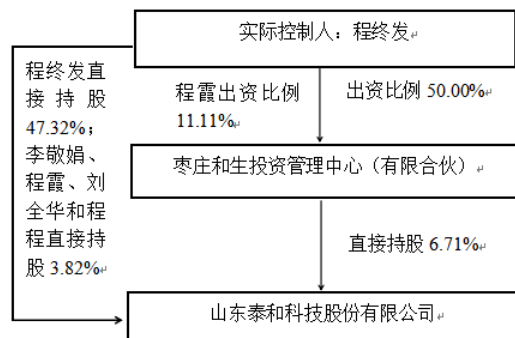 实际控制人：程终发
程终发直
接持股
47.32%；
李敬娟、
程霞、刘
全华和程
程直接持
股 3.82%
程霞出资比例
11.11%
出资比例 50.00%
枣庄和生投资管理中心（有限合伙）
直接持股 6.71%
山东泰和科技股份有限公司